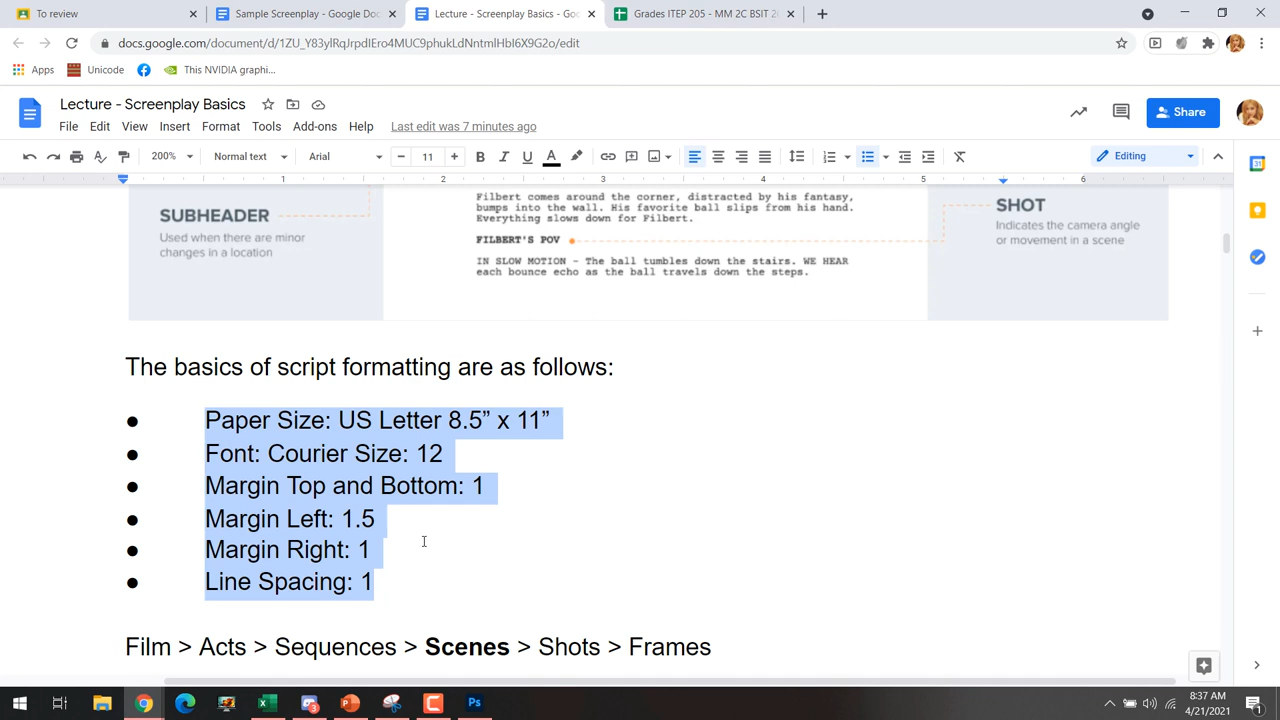 To review
Sample Screenplay - Google Doc
Lecture - Screenplay Basics - Goo
Grades ITEP 205 - MM 2C BSIT 2
docs.google.com/document/d/1ZU_Y83ylRqJrpdIEro4MUC9phukLdNntmlHbI6X9G2o/edit
Apps
Unicode
This NVIDIA graphi...
Lecture - Screenplay Basics
Share
File Edit View Insert Format Tools Add-ons Help Last edit was 7 minutes ago
200% Normal text Arial 11 Editing
1 2 3 4 5 6
Filbert comes around the corner, distracted by his fantasy,
bumps into the wall. His favorite ball slips from his hand.
Everything slows down for Filbert.
SUBHEADER
Used when there are minor
changes in a location
SHOT
Indicates the camera angle
or movement in a scene
FILBERT'S POV
IN SLOW MOTION - The ball tumbles down the stairs. WE HEAR
each bounce echo as the ball travels down the steps.
The basics of script formatting are as follows:
● Paper Size: US Letter 8.5” x 11”
● Font: Courier Size: 12
● Margin Top and Bottom: 1
● Margin Left: 1.5
● Margin Right: 1
● Line Spacing: 1
Film > Acts > Sequences > Scenes > Shots > Frames
8:37 AM
4/21/2021